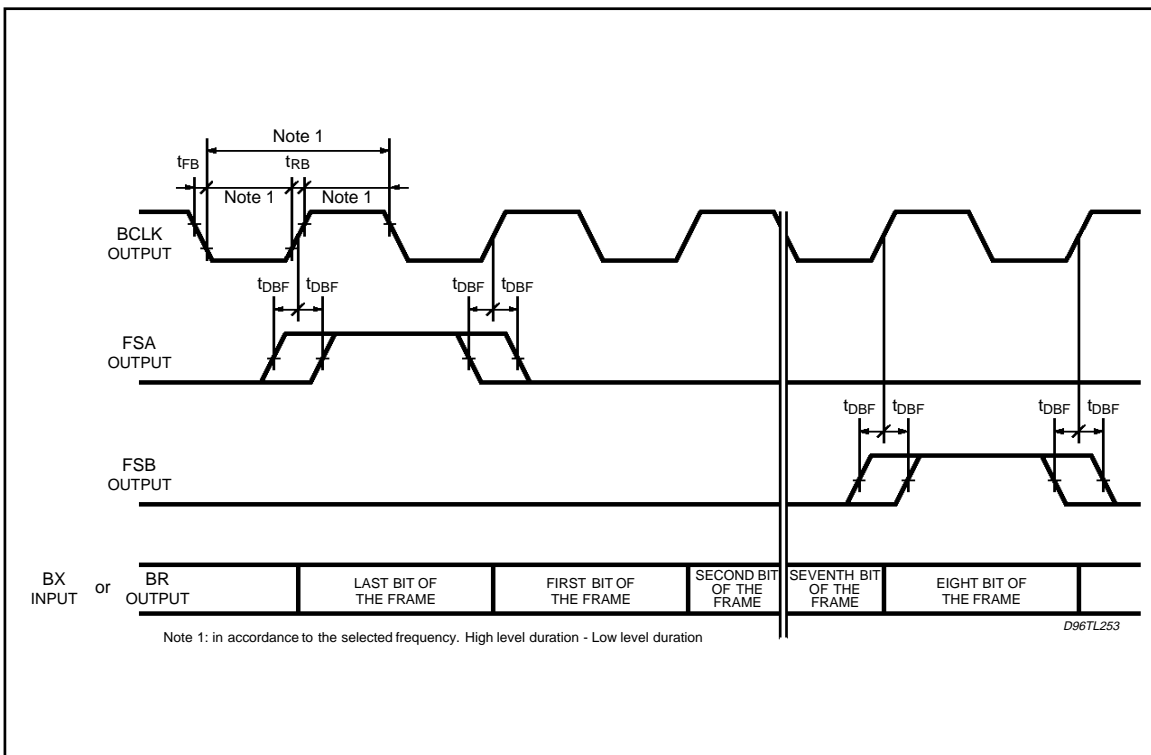 Note 1
tFB
tRB
Note 1
Note 1
BCLK
OUTPUT
tDBF
tDBF
tDBF
tDBF
FSA
OUTPUT
tDBF
tDBF
tDBF
tDBF
FSB
OUTPUT
BX
INPUT
or
BR
OUTPUT
LAST BIT OF
THE FRAME
FIRST BIT OF
THE FRAME
SECOND BIT
OF THE
FRAME
SEVENTH BIT
OF THE
FRAME
EIGHT BIT OF
THE FRAME
Note 1: in accordance to the selected frequency. High level duration - Low level duration
D96TL253